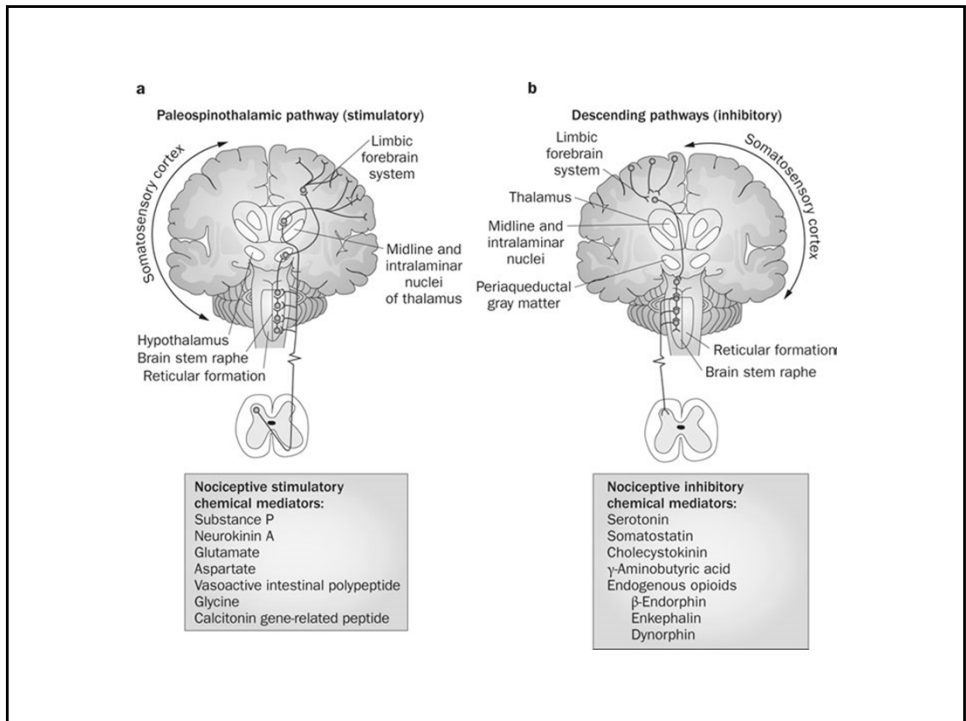 a
Paleospinothalamic pathway (stimulatory)
Somatosensory cortex
Limbic
forebrain
system
Midline and
intralaminar
nuclei
of thalamus
Hypothalamus
Brain stem raphe
Reticular formation
Nociceptive stimulatory
chemical mediators:
Substance P
Neurokinin A
Glutamate
Aspartate
Vasoactive intestinal polypeptide
Glycine
Calcitonin gene-related peptide
b
Descending pathways (inhibitory)
Limbic
forebrain
system
Thalamus
Midline and
intralaminar
nuclei
Periaqueductal
gray matter
Somatosensory cortex
Reticular formation
Brain stem raphe
Nociceptive inhibitory
chemical mediators:
Serotonin
Somatostatin
Cholecystokinin
γ-Aminobutyric acid
Endogenous opioids
β-Endorphin
Enkephalin
Dynorphin